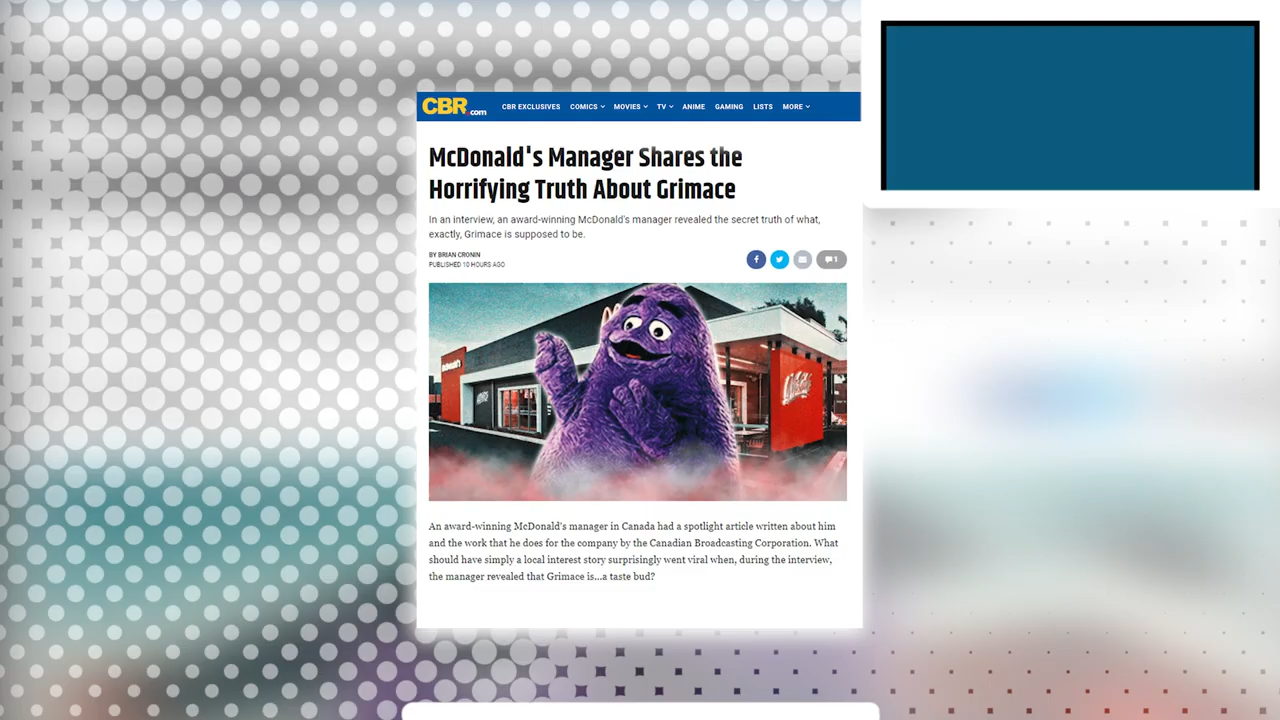 CBR.com CBR EXCLUSIVES COMICS MOVIES TV ANIME GAMING LISTS MORE
McDonald's Manager Shares the
Horrifying Truth About Grimace
In an interview, an award-winning McDonald's manager revealed the secret truth of what,
exactly, Grimace is supposed to be.
BY BRIAN CRONIN
PUBLISHED 10 HOURS AGO
1
An award-winning McDonald's manager in Canada had a spotlight article written about him
and the work that he does for the company by the Canadian Broadcasting Corporation. What
should have simply a local interest story surprisingly went viral when, during the interview,
the manager revealed that Grimace is...a taste bud?